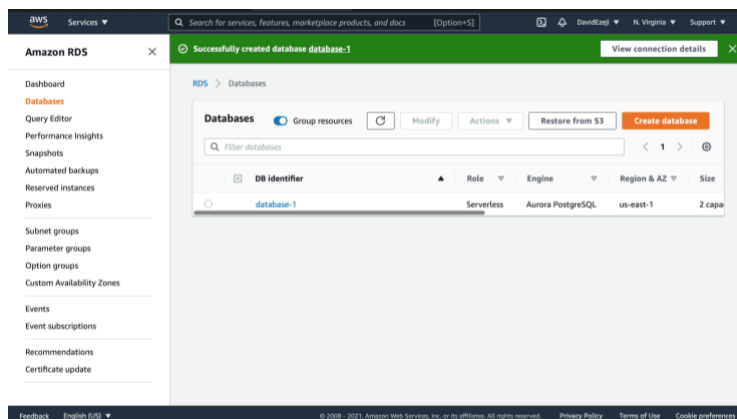 aws Services ▼ Search for services, features, marketplace products, and docs [Option+S] DavidEzeji ▼ N. Virginia ▼ Support ▼
Amazon RDS
Successfully created database database-1 View connection details
Dashboard
Databases
Query Editor
Performance Insights
Snapshots
Automated backups
Reserved instances
Proxies
Subnet groups
Parameter groups
Option groups
Custom Availability Zones
Events
Event subscriptions
Recommendations
Certificate update
RDS > Databases
Databases Group resources Modify Actions ▼ Restore from S3 Create database
Filter databases < 1 >
DB identifier ▲ Role Engine Region & AZ Size
database-1 Serverless Aurora PostgreSQL us-east-1 2 capa
Feedback English (US) ▼ © 2008 - 2021, Amazon Web Services, Inc. or its affiliates. All rights reserved. Privacy Policy Terms of Use Cookie preferences